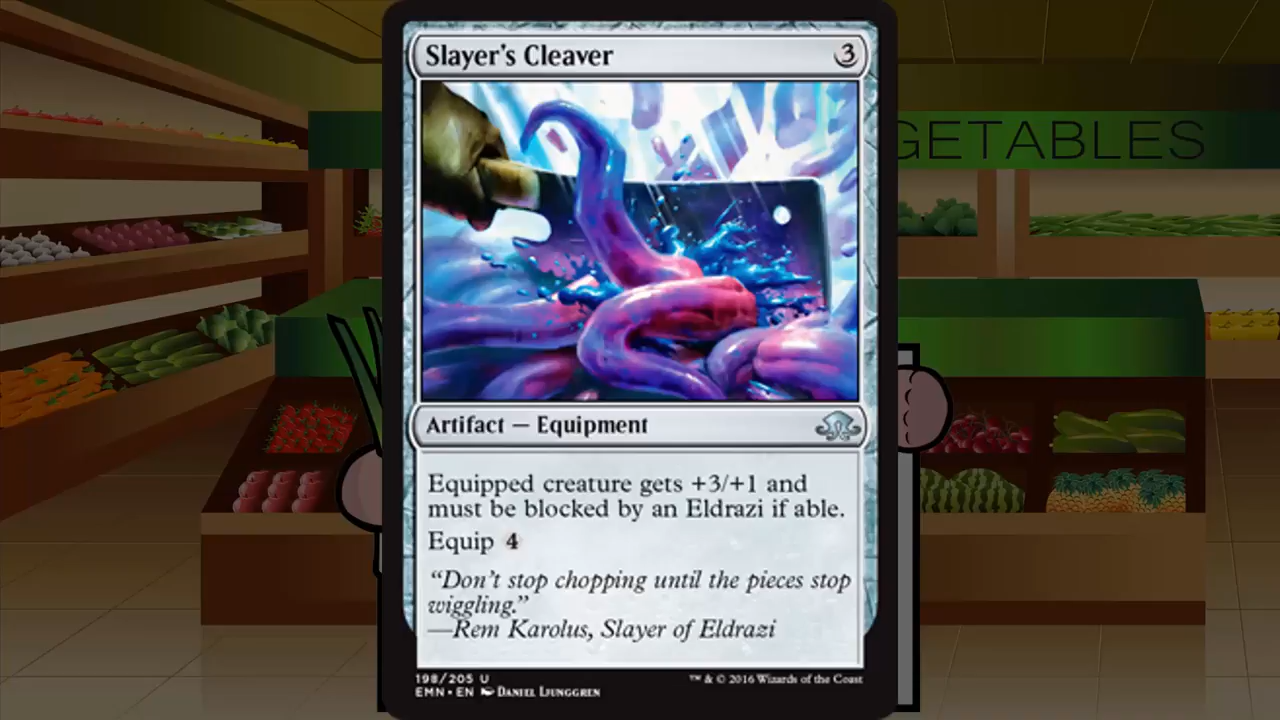 Slayer's Cleaver 3
GETABLES
Artifact — Equipment
Equipped creature gets +3/+1 and
must be blocked by an Eldrazi if able.
Equip 4
“Don't stop chopping until the pieces stop
wiggling.”
—Rem Karolus, Slayer of Eldrazi
198/205 U
™ & © 2016 Wizards of the Coast
EMN • EN Daniel Ljunggren